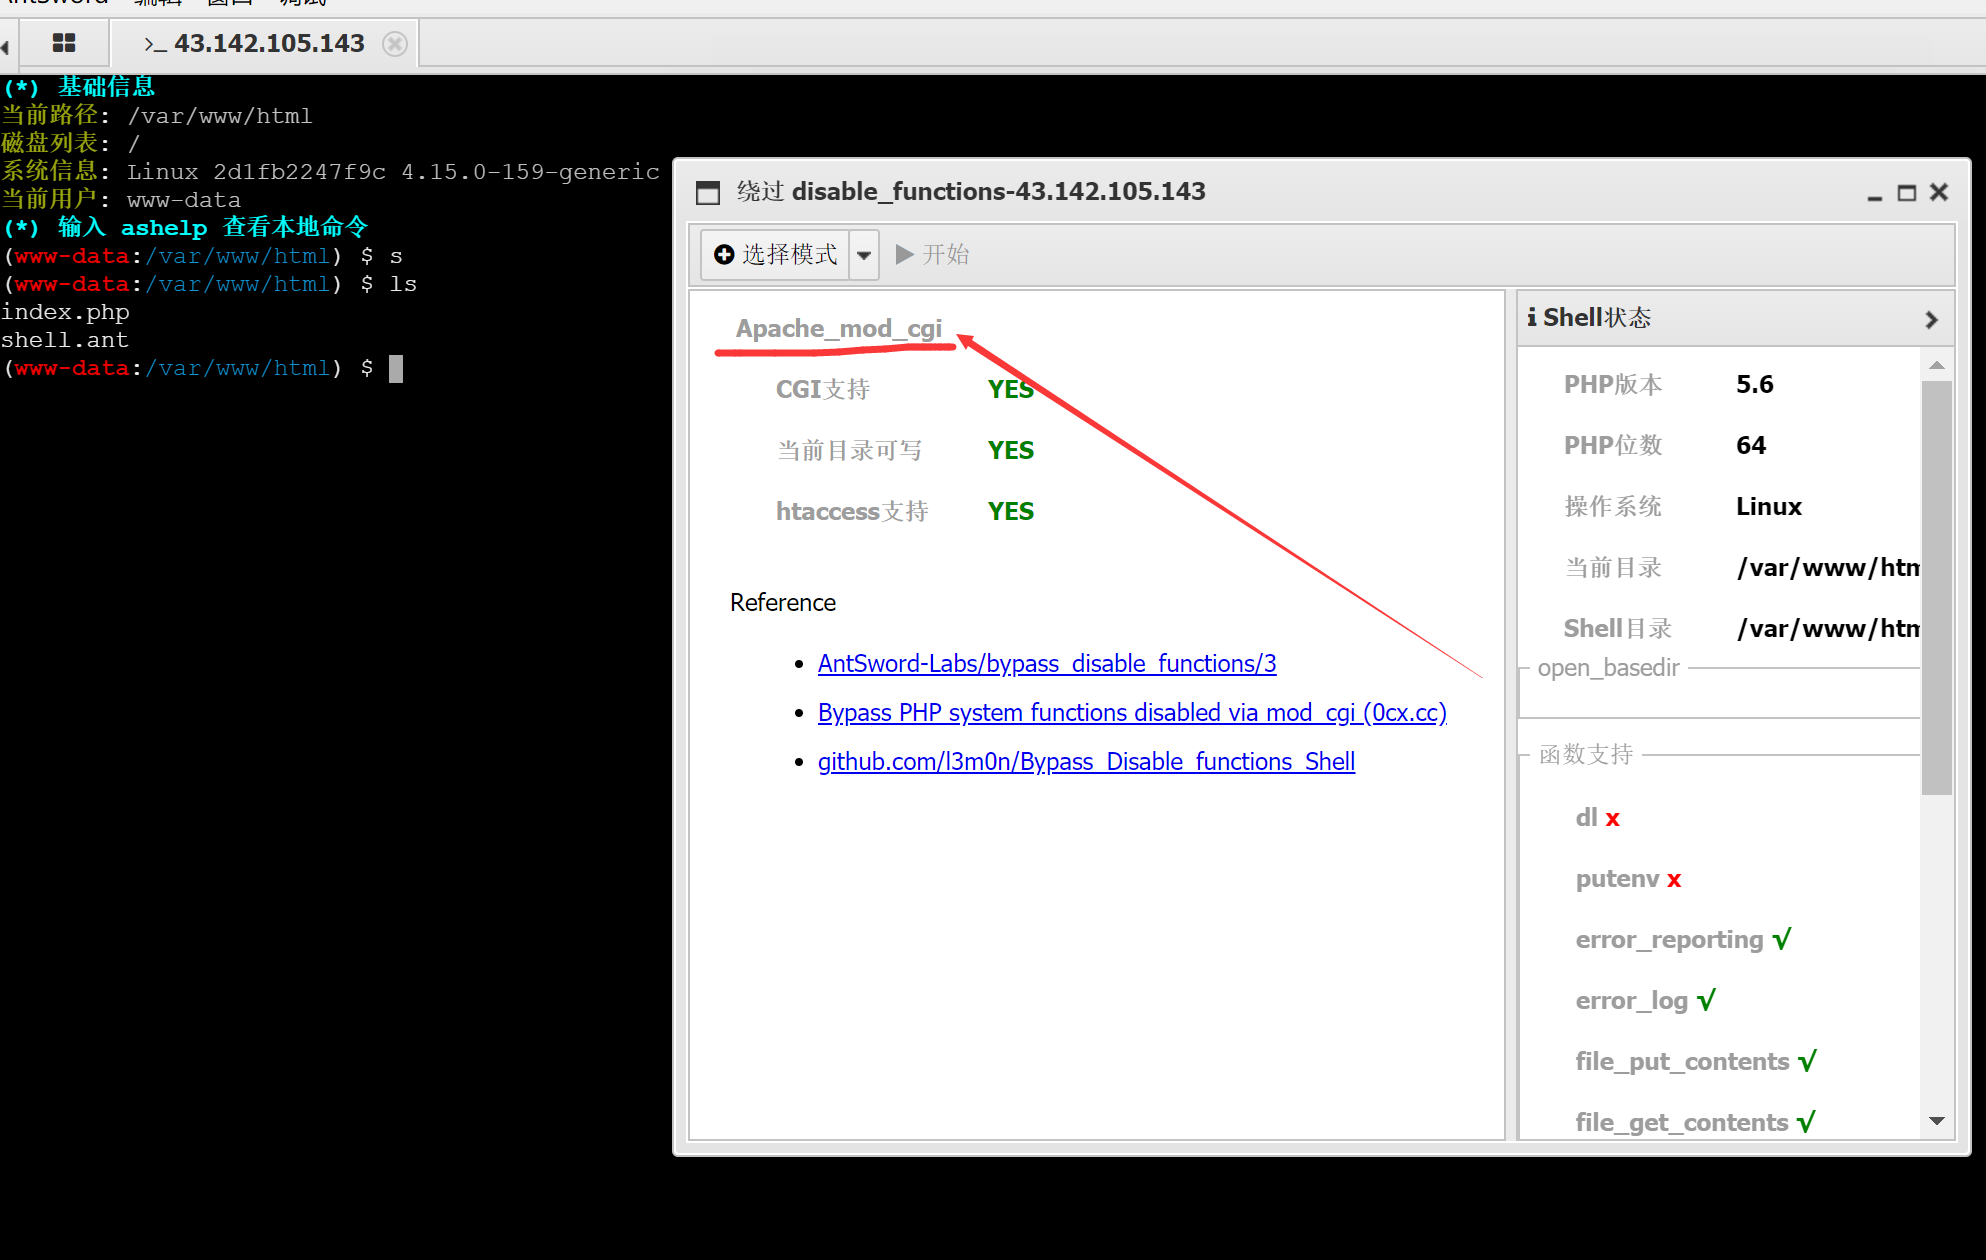 AntSword 编辑 窗口 调试
>_ 43.142.105.143
(*) 基础信息
当前路径: /var/www/html
磁盘列表: /
系统信息: Linux 2d1fb2247f9c 4.15.0-159-generic
当前用户: www-data
(*) 输入 ashelp 查看本地命令
(www-data:/var/www/html) $ s
(www-data:/var/www/html) $ ls
index.php
shell.ant
(www-data:/var/www/html) $
绕过 disable_functions-43.142.105.143
选择模式 开始
Apache_mod_cgi
CGI支持 YES
当前目录可写 YES
htaccess支持 YES
Reference
AntSword-Labs/bypass_disable_functions/3
Bypass PHP system functions disabled via mod_cgi (0cx.cc)
github.com/l3m0n/Bypass_Disable_functions_Shell
Shell状态
PHP版本 5.6
PHP位数 64
操作系统 Linux
当前目录 /var/www/htm
Shell目录 /var/www/htm
open_basedir
函数支持
dl x
putenv x
error_reporting √
error_log √
file_put_contents √
file_get_contents √